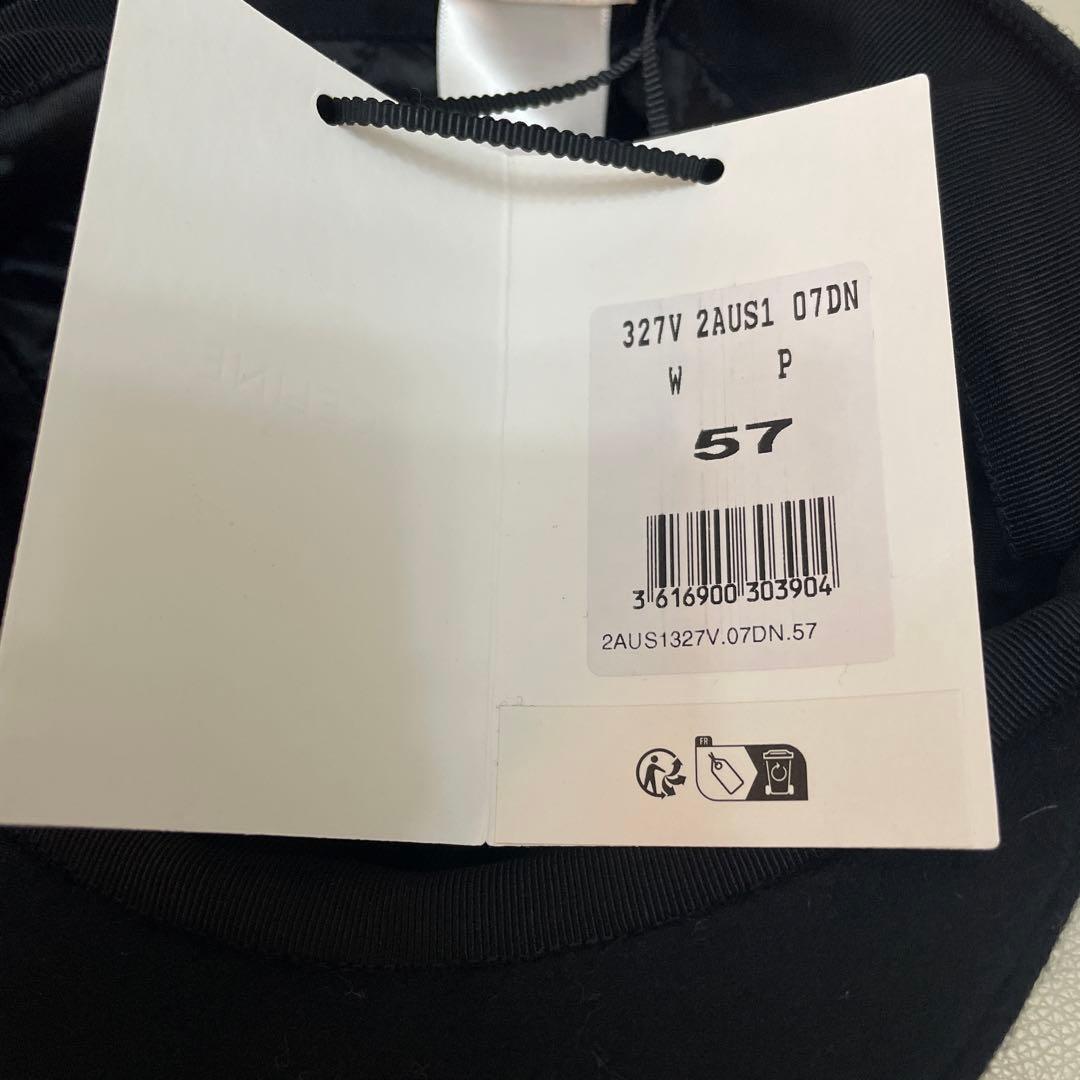 327V 2AUS1 07DN
W P
57
3 616900 303904
2AUS1327V.07DN.57
FR